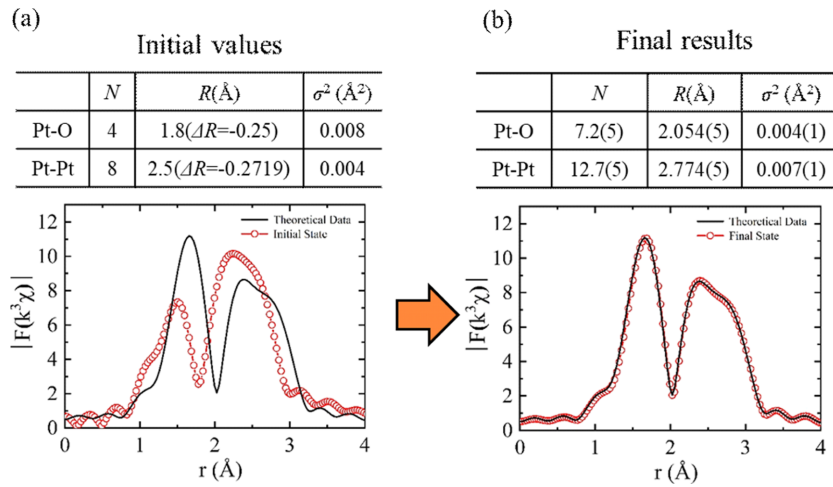 (a)
Initial values
N R(Å) σ² (Å²)
Pt-O 4 1.8(ΔR=-0.25) 0.008
Pt-Pt 8 2.5(ΔR=-0.2719) 0.004
Theoretical Data
Initial State
|F(k³χ)|
12
10
8
6
4
2
0
0 1 2 3 4
r (Å)
(b)
Final results
N R(Å) σ² (Å²)
Pt-O 7.2(5) 2.054(5) 0.004(1)
Pt-Pt 12.7(5) 2.774(5) 0.007(1)
Theoretical Data
Final State
|F(k³χ)|
12
10
8
6
4
2
0
0 1 2 3 4
r (Å)